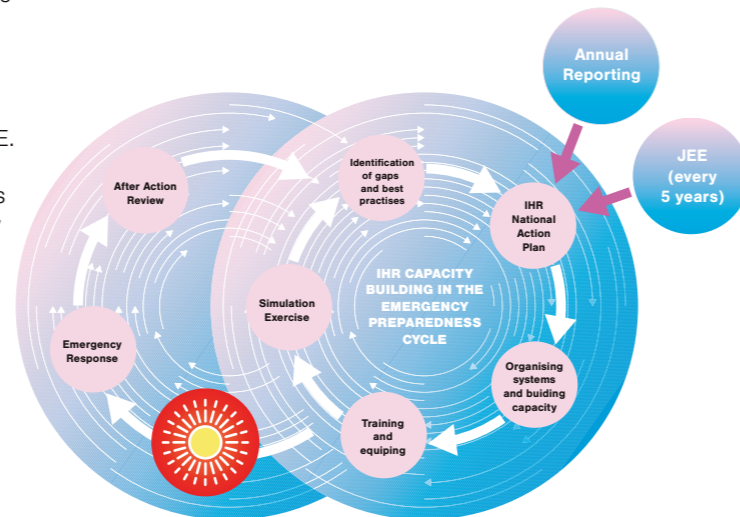 E.
s
Annual
Reporting
JEE
(every
5 years)
After Action
Review
Identification
of gaps
and best
practises
IHR
National
Action
Plan
IHR CAPACITY
BUILDING IN THE
EMERGENCY
PREPAREDNESS
CYCLE
Simulation
Exercise
Emergency
Response
Organising
systems
and buiding
capacity
Training
and
equiping